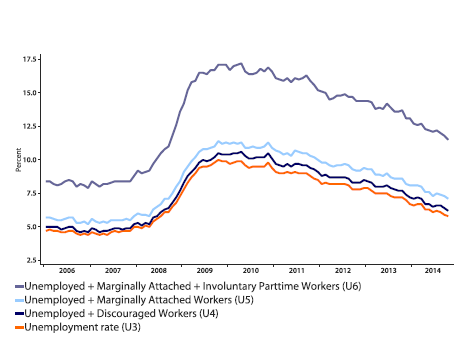 17.5
15.0
12.5
10.0
7.5
5.0
2.5
Percent
2006 2007 2008 2009 2010 2011 2012 2013 2014
Unemployed + Marginally Attached + Involuntary Parttime Workers (U6)
Unemployed + Marginally Attached Workers (U5)
Unemployed + Discouraged Workers (U4)
Unemployment rate (U3)